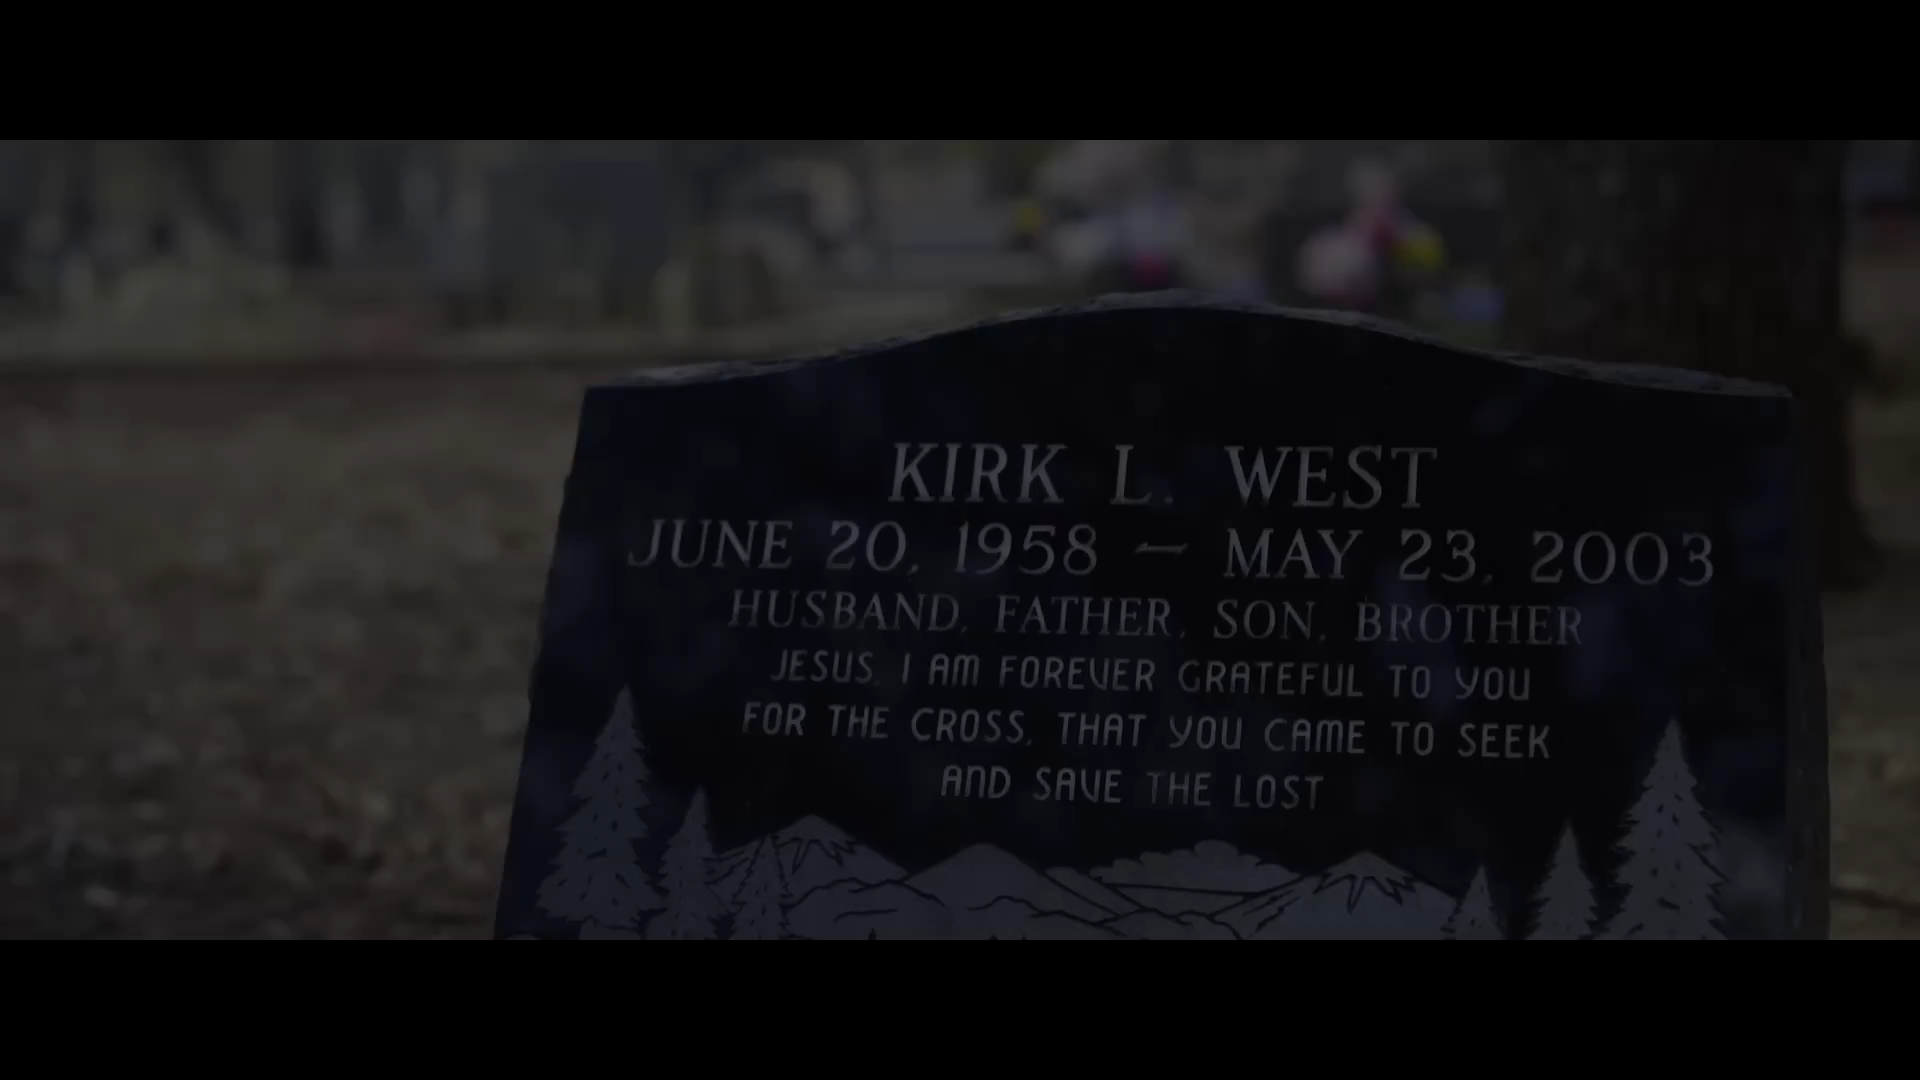 KIRK L. WEST
JUNE 20, 1958 — MAY 23, 2003
HUSBAND, FATHER, SON, BROTHER
JESUS, I AM FOREVER GRATEFUL TO YOU
FOR THE CROSS, THAT YOU CAME TO SEEK
AND SAVE THE LOST